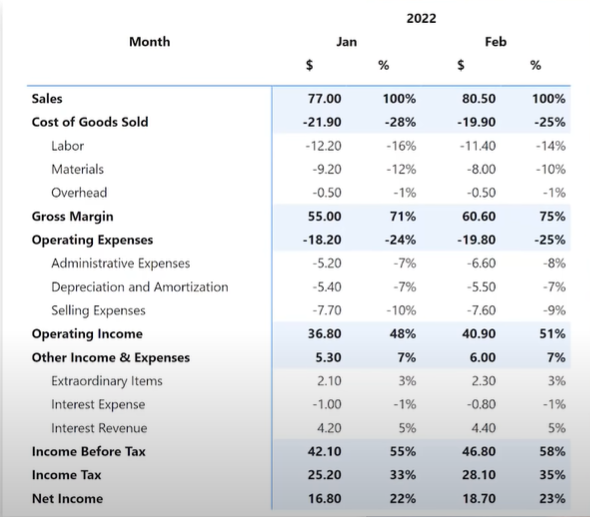 2022
Month Jan Feb
$ % $ %
Sales 77.00 100% 80.50 100%
Cost of Goods Sold -21.90 -28% -19.90 -25%
Labor -12.20 -16% -11.40 -14%
Materials -9.20 -12% -8.00 -10%
Overhead -0.50 -1% -0.50 -1%
Gross Margin 55.00 71% 60.60 75%
Operating Expenses -18.20 -24% -19.80 -25%
Administrative Expenses -5.20 -7% -6.60 -8%
Depreciation and Amortization -5.40 -7% -5.50 -7%
Selling Expenses -7.70 -10% -7.60 -9%
Operating Income 36.80 48% 40.90 51%
Other Income & Expenses 5.30 7% 6.00 7%
Extraordinary Items 2.10 3% 2.30 3%
Interest Expense -1.00 -1% -0.80 -1%
Interest Revenue 4.20 5% 4.40 5%
Income Before Tax 42.10 55% 46.80 58%
Income Tax 25.20 33% 28.10 35%
Net Income 16.80 22% 18.70 23%